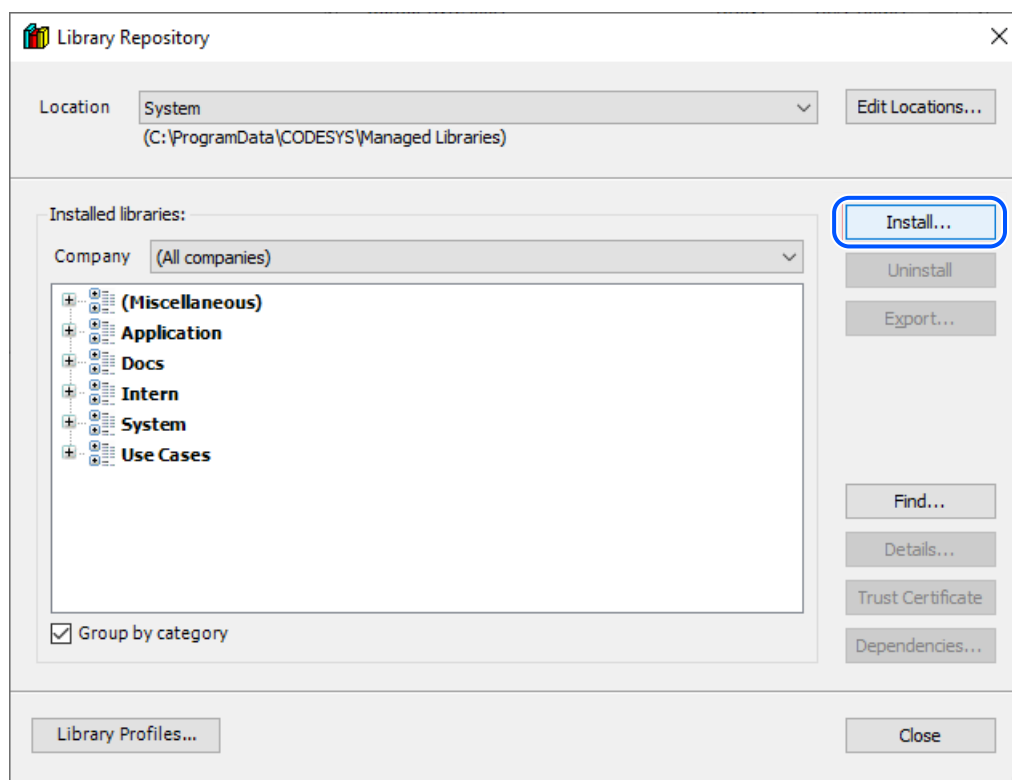 Library Repository
Location
System
Edit Locations...
(C:\ProgramData\CODESYS\Managed Libraries)
Installed libraries:
Install...
Company
(All companies)
Uninstall
(Miscellaneous)
Export...
Application
Docs
Intern
System
Use Cases
Find...
Details...
Trust Certificate
Group by category
Dependencies...
Library Profiles...
Close